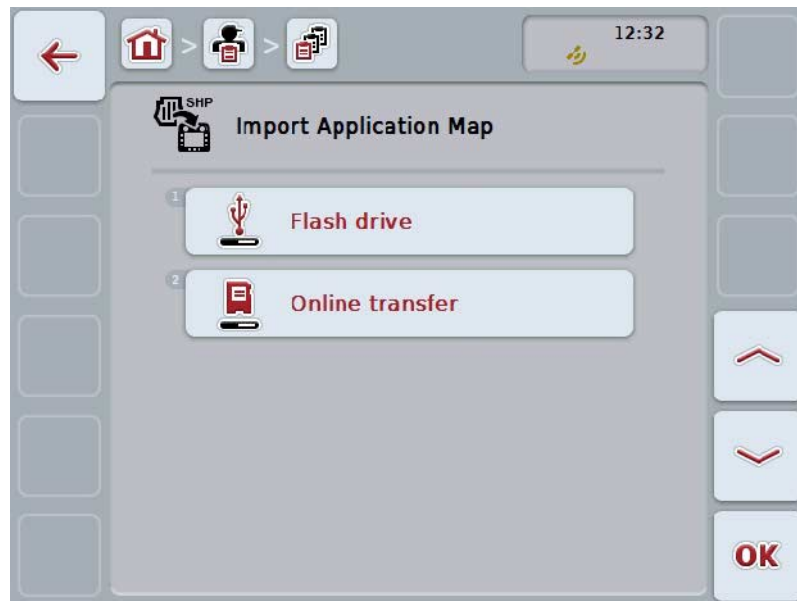 12:32
SHP
Import Application Map
1
Flash drive
2
Online transfer
OK